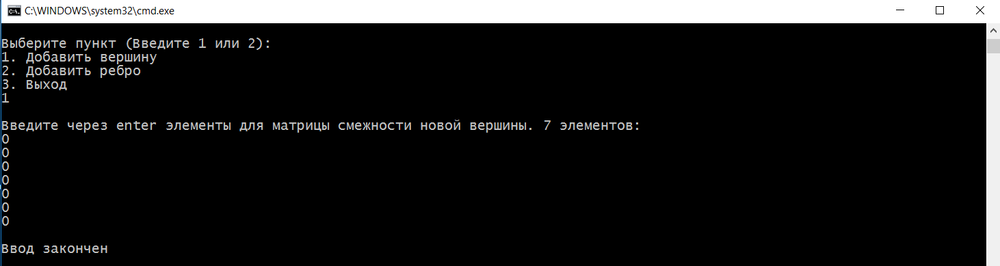 C:\WINDOWS\system32\cmd.exe
Выберите пункт (Введите 1 или 2):
1. Добавить вершину
2. Добавить ребро
3. Выход
1
Введите через enter элементы для матрицы смежности новой вершины. 7 элементов:
0
0
0
0
0
0
0
Ввод закончен